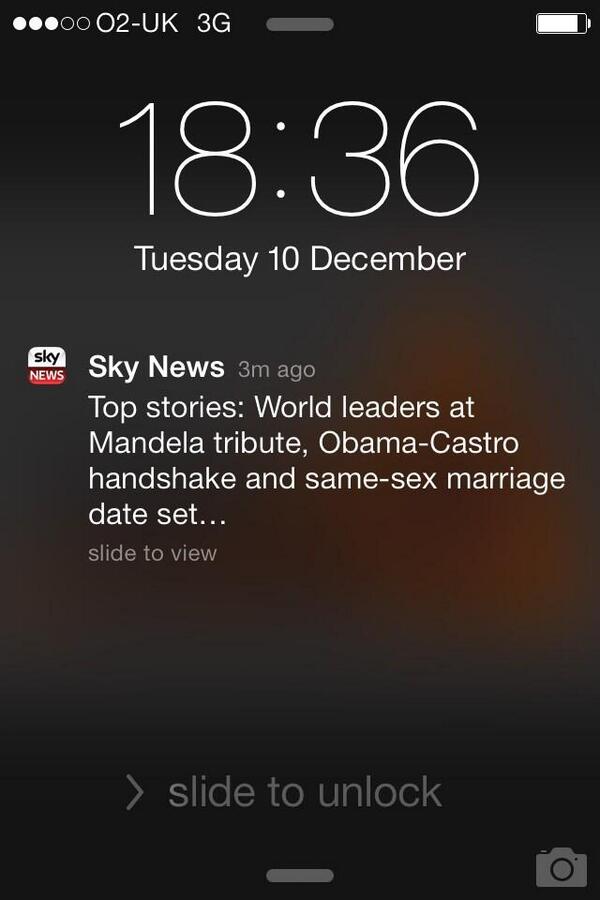 O2-UK 3G
18:36
Tuesday 10 December
sky
NEWS
Sky News 3m ago
Top stories: World leaders at
Mandela tribute, Obama-Castro
handshake and same-sex marriage
date set…
slide to view
> slide to unlock